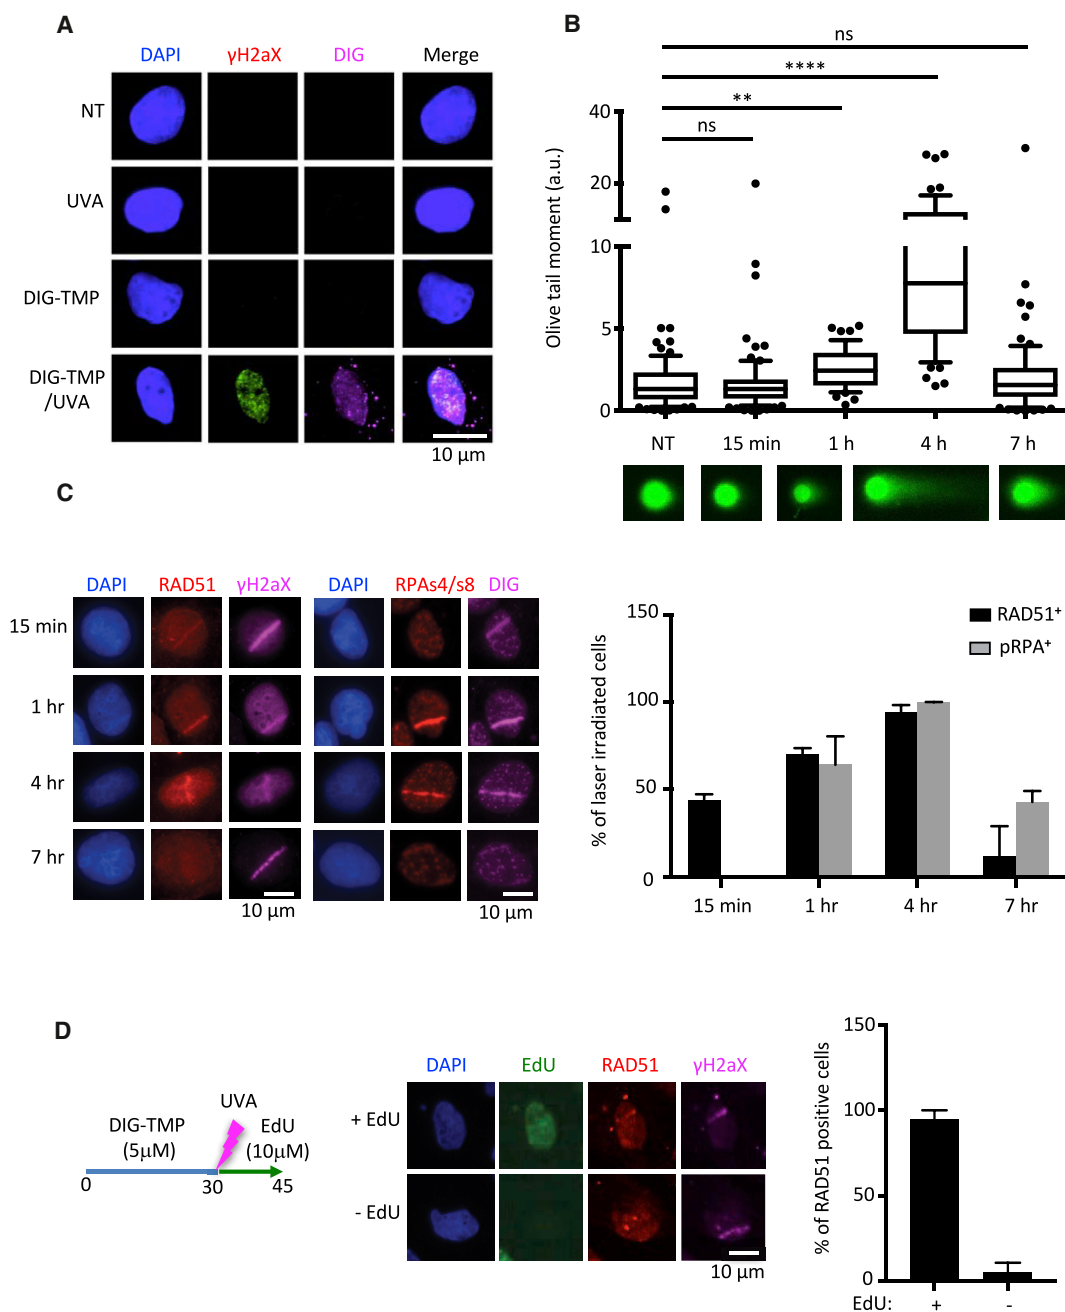 A
DAPI γH2aX DIG Merge
NT
UVA
DIG-TMP
DIG-TMP
/UVA
10 µm
B
ns
****
**
ns
Olive tail moment (a.u.)
40
20
10
5
0
NT 15 min 1 h 4 h 7 h
C
DAPI RAD51 γH2aX DAPI RPAs4/s8 DIG
15 min
1 hr
4 hr
7 hr
10 µm 10 µm
% of laser irradiated cells
150
100
50
0
RAD51⁺
pRPA⁺
15 min 1 hr 4 hr 7 hr
D
UVA
DIG-TMP EdU
(5µM) (10µM)
0 30 45
DAPI EdU RAD51 γH2aX
+ EdU
- EdU
10 µm
% of RAD51 positive cells
150
100
50
0
EdU: + -